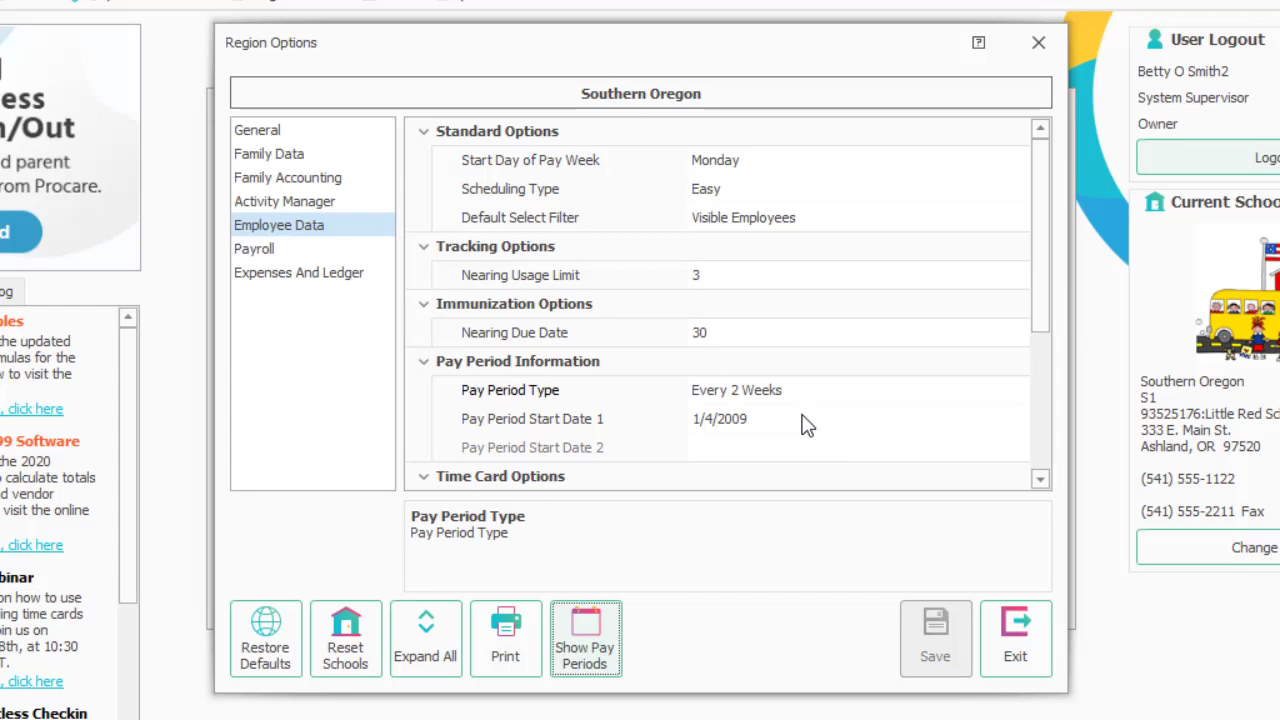 ess
n/Out
d parent
rom Procare.
d
og
les
the updated
mulas for the
w to visit the
, click here
99 Software
the 2020
o calculate totals
nd vendor
visit the online
, click here
binar
on how to use
ing time cards
oin us on
8th, at 10:30
T.
, click here
tless Checkin
Region Options
Southern Oregon
General
Family Data
Family Accounting
Activity Manager
Employee Data
Payroll
Expenses And Ledger
Standard Options
Start Day of Pay Week Monday
Scheduling Type Easy
Default Select Filter Visible Employees
Tracking Options
Nearing Usage Limit 3
Immunization Options
Nearing Due Date 30
Pay Period Information
Pay Period Type Every 2 Weeks
Pay Period Start Date 1 1/4/2009
Pay Period Start Date 2
Time Card Options
Pay Period Type
Pay Period Type
Restore Defaults
Reset Schools
Expand All
Print
Show Pay Periods
Save
Exit
User Logout
Betty O Smith2
System Supervisor
Owner
Logo
Current Schoo
Southern Oregon
S1
93525176:Little Red Sc
333 E. Main St.
Ashland, OR 97520
(541) 555-1122
(541) 555-2211 Fax
Change